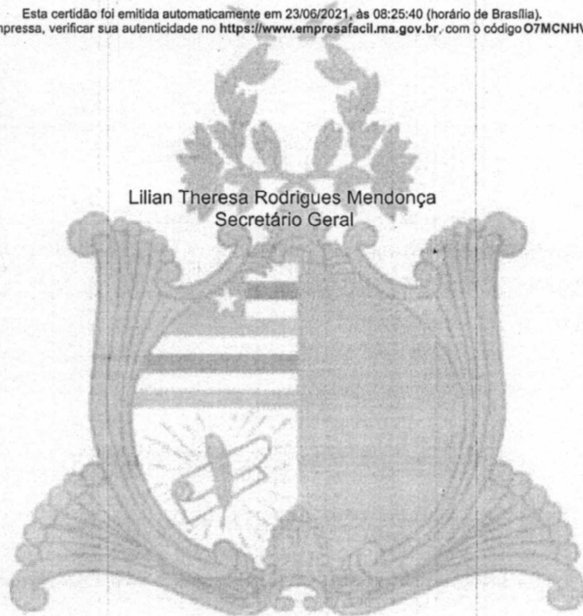 Esta certidão foi emitida automaticamente em 23/06/2021, às 08:25:40 (horário de Brasília).
verificar sua autenticidade no https://www.empresafacil.ma.gov.br, com o código
Lilian Theresa Rodrigues Mendonça
Secretário Geral